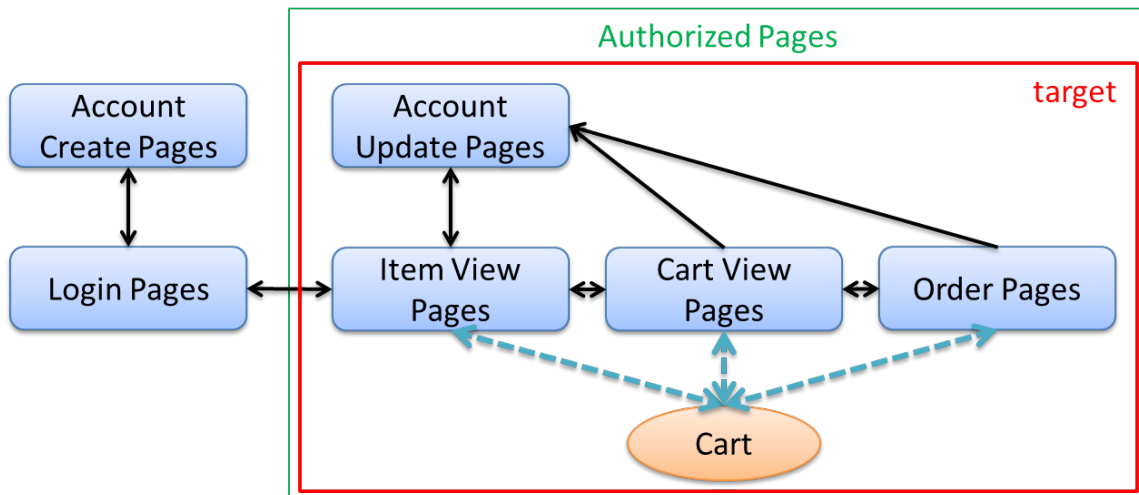 Authorized Pages
target
Account
Create Pages
Account
Update Pages
Login Pages
Item View
Pages
Cart View
Pages
Order Pages
Cart